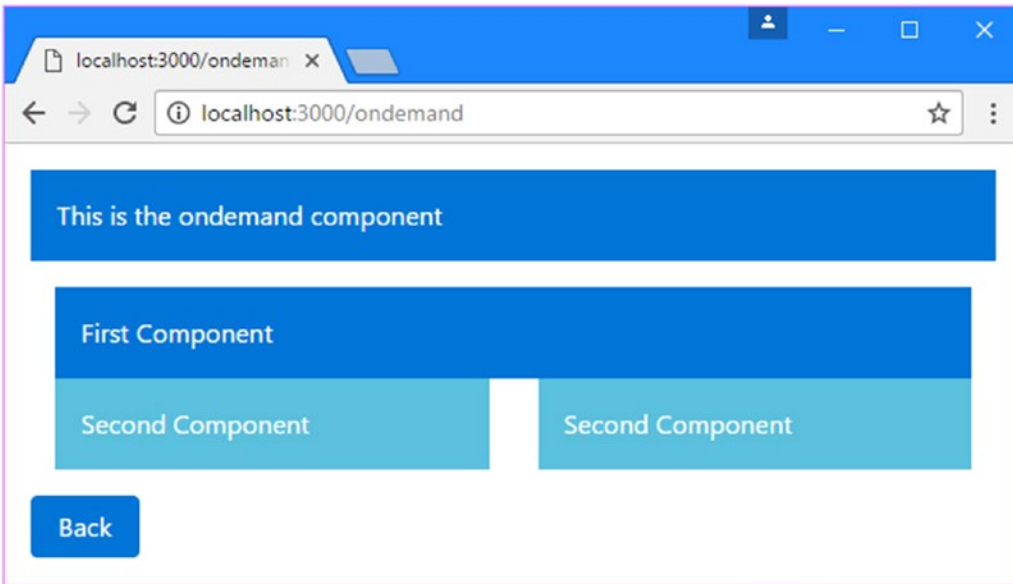 localhost:3000/ondeman
localhost:3000/ondemand
This is the ondemand component
First Component
Second Component Second Component
Back